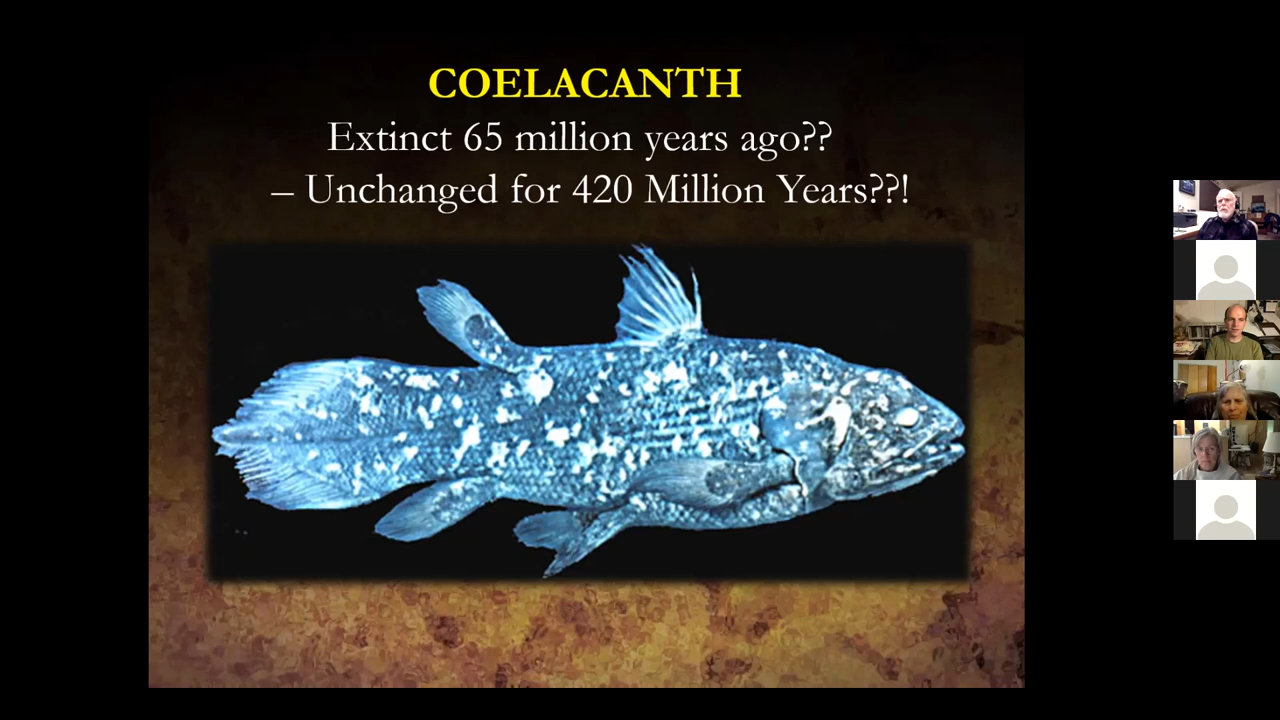 COELACANTH
Extinct 65 million years ago??
– Unchanged for 420 Million Years??!